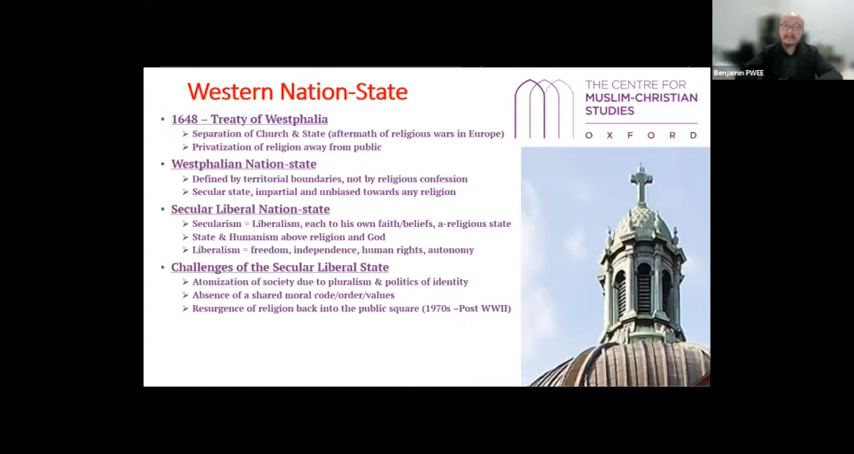 Benjamin PWEE
Western Nation-State
THE CENTRE FOR
MUSLIM-CHRISTIAN
STUDIES
O X F O R D
• 1648 – Treaty of Westphalia
➢ Separation of Church & State (aftermath of religious wars in Europe)
➢ Privatization of religion away from public
• Westphalian Nation-state
➢ Defined by territorial boundaries, not by religious confession
➢ Secular state, impartial and unbiased towards any religion
• Secular Liberal Nation-state
➢ Secularism = Liberalism, each to his own faith/beliefs, a-religious state
➢ State & Humanism above religion and God
➢ Liberalism = freedom, independence, human rights, autonomy
• Challenges of the Secular Liberal State
➢ Atomization of society due to pluralism & politics of identity
➢ Absence of a shared moral code/order/values
➢ Resurgence of religion back into the public square (1970s –Post WWII)